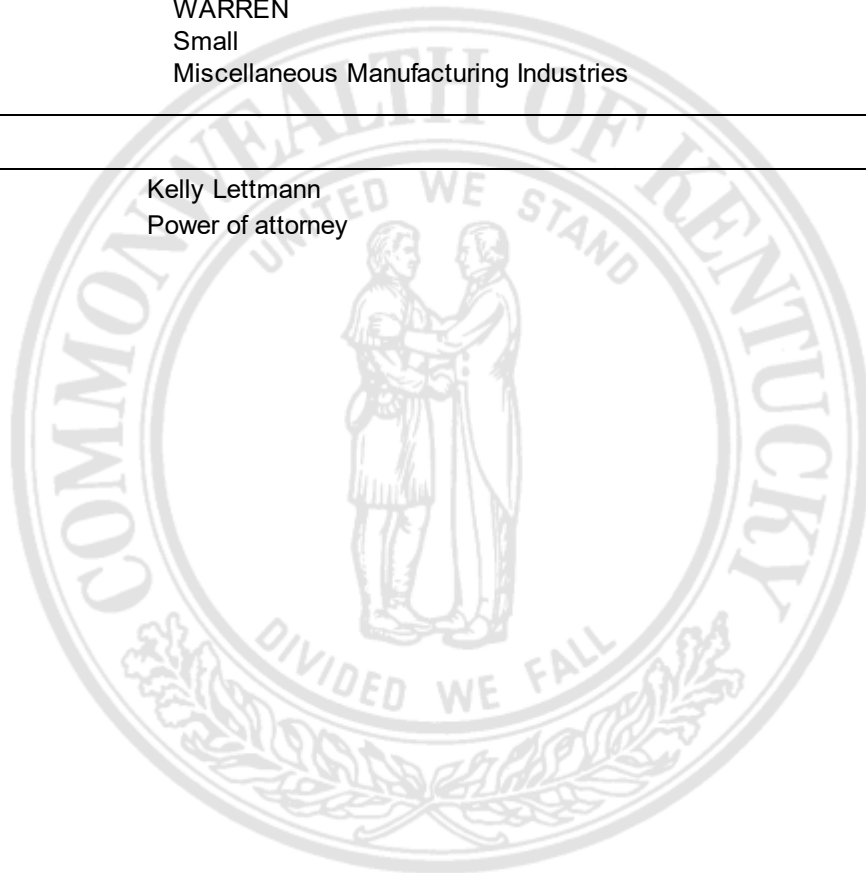 WARREN
Small
Miscellaneous Manufacturing Industries
Kelly Lettmann
Power of attorney
COMMONWEALTH OF KENTUCKY
UNITED WE STAND
DIVIDED WE FALL